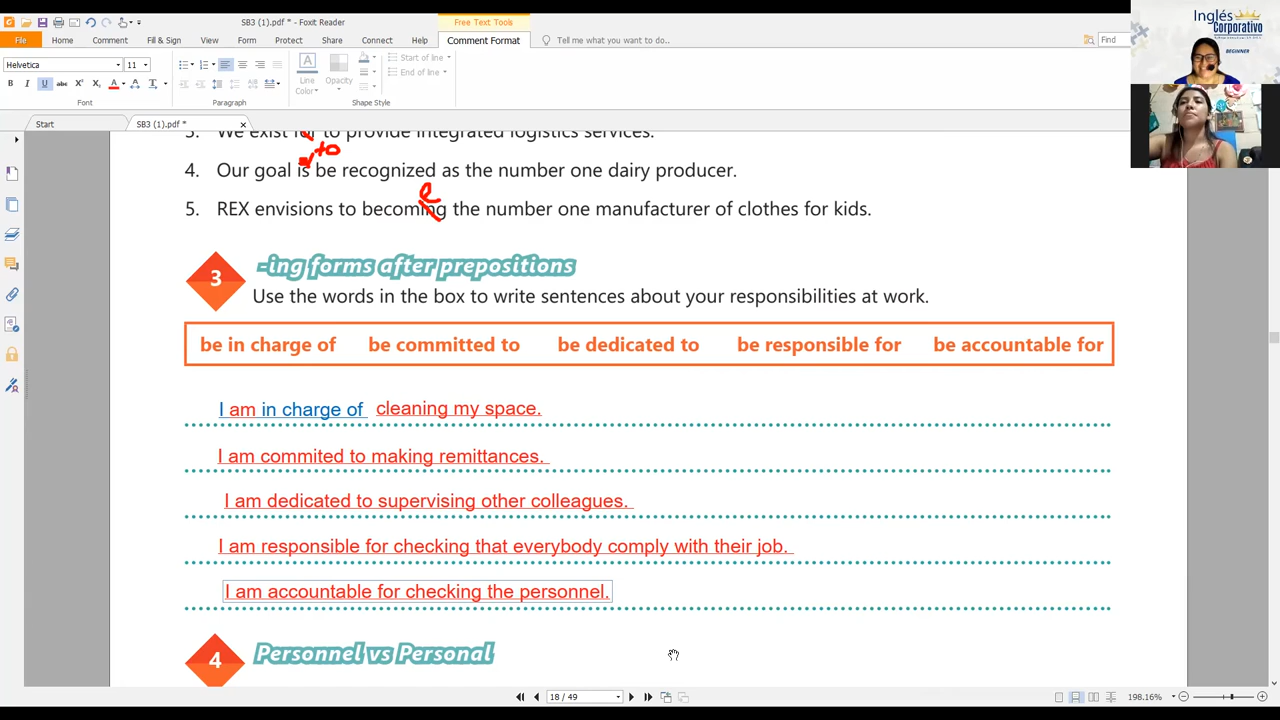 SB3 (1).pdf * - Foxit Reader
Free Text Tools
File Home Comment Fill & Sign View Form Protect Share Connect Help Comment Format Tell me what you want to do.. Find
Helvetica 11
Line Color Opacity Start of line End of line
Font Paragraph Shape Style
Start SB3 (1).pdf *
Inglés Corporativo
BEGINNER
3. We exist for to provide integrated logistics services.
to
4. Our goal is be recognized as the number one dairy producer.
e
5. REX envisions to becoming the number one manufacturer of clothes for kids.
3 -ing forms after prepositions
Use the words in the box to write sentences about your responsibilities at work.
be in charge of be committed to be dedicated to be responsible for be accountable for
I am in charge of cleaning my space.
I am commited to making remittances.
I am dedicated to supervising other colleagues.
I am responsible for checking that everybody comply with their job.
I am accountable for checking the personnel.
4 Personnel vs Personal
18 / 49 198.16%